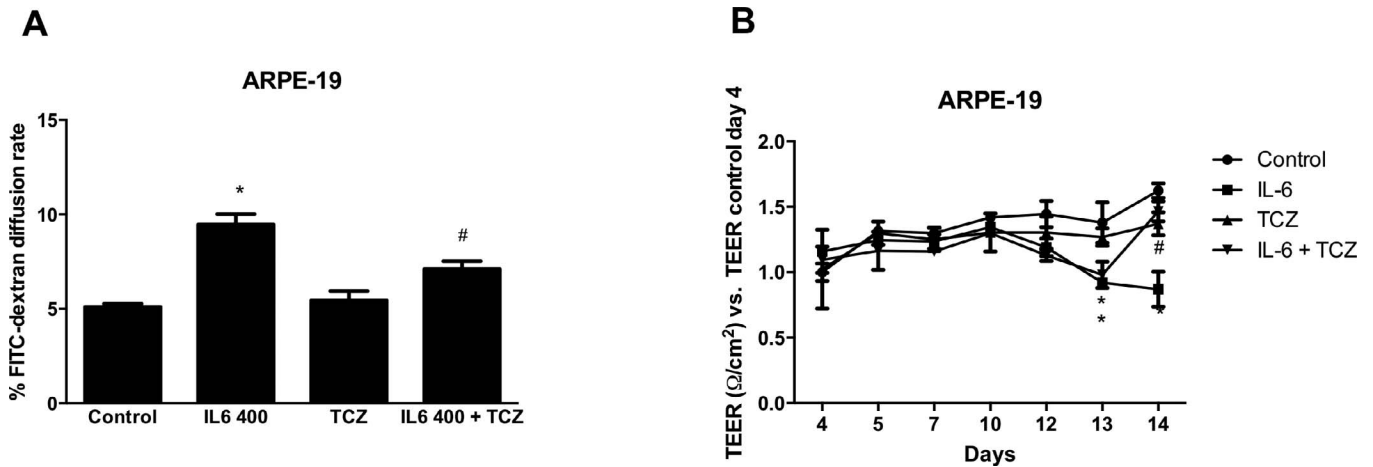 A
ARPE-19
% FITC-dextran diffusion rate
15
10
5
0
*
#
Control
IL6 400
TCZ
IL6 400 + TCZ
B
ARPE-19
TEER (Ω/cm²) vs. TEER control day 4
2.0
1.5
1.0
0.5
0.0
#
*
*
*
4
5
7
10
12
13
14
Days
Control
IL-6
TCZ
IL-6 + TCZ